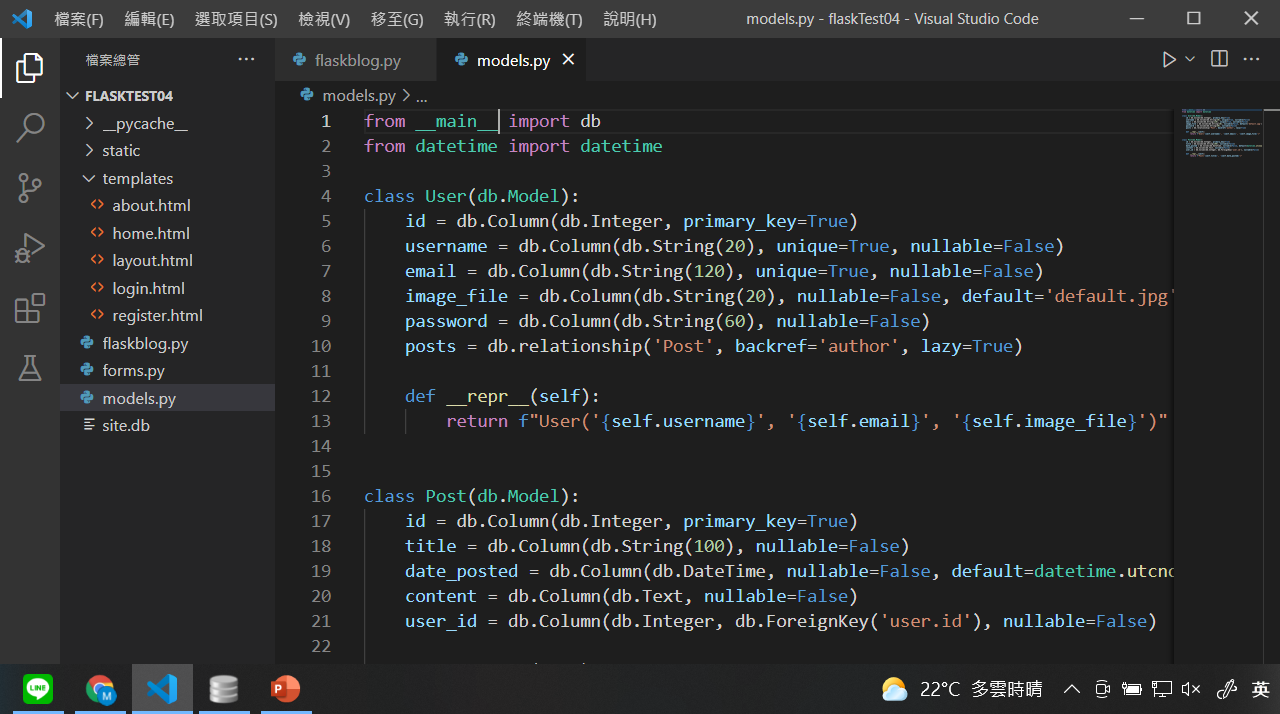 檔案(F) 編輯(E) 選取項目(S) 檢視(V) 移至(G) 執行(R) 終端機(T) 說明(H) models.py - flaskTest04 - Visual Studio Code
檔案總管
FLASKTEST04
__pycache__
static
templates
about.html
home.html
layout.html
login.html
register.html
flaskblog.py
forms.py
models.py
site.db
flaskblog.py models.py
models.py > ...
1 from __main__ import db
2 from datetime import datetime
3
4 class User(db.Model):
5 id = db.Column(db.Integer, primary_key=True)
6 username = db.Column(db.String(20), unique=True, nullable=False)
7 email = db.Column(db.String(120), unique=True, nullable=False)
8 image_file = db.Column(db.String(20), nullable=False, default='default.jpg'
9 password = db.Column(db.String(60), nullable=False)
10 posts = db.relationship('Post', backref='author', lazy=True)
11
12 def __repr__(self):
13 return f"User('{self.username}', '{self.email}', '{self.image_file}')"
14
15
16 class Post(db.Model):
17 id = db.Column(db.Integer, primary_key=True)
18 title = db.Column(db.String(100), nullable=False)
19 date_posted = db.Column(db.DateTime, nullable=False, default=datetime.utcno
20 content = db.Column(db.Text, nullable=False)
21 user_id = db.Column(db.Integer, db.ForeignKey('user.id'), nullable=False)
22
LINE M P 22°C 多雲時晴 英